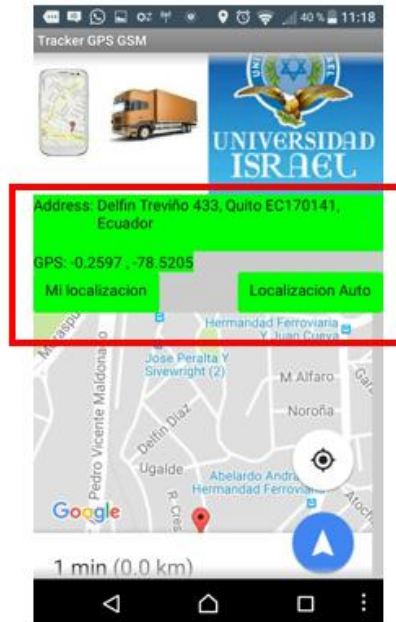 40 % 11:18
Tracker GPS GSM
UNIVERSIDAD
ISRAEL
Address: Delfin Treviño 433, Quito EC170141,
Ecuador
GPS: -0.2597 , -78.5205
Mi localizacion
Localizacion Auto
Hermandad Ferroviaria
Y Juan Cueva
Jose Peralta Y
Sivewright (2)
Pedro Vicente Maldonado
M Alfaro
Noroña
Delfin Diaz
Ugalde
Abelardo
Hermandad
Google
1 min (0.0 km)